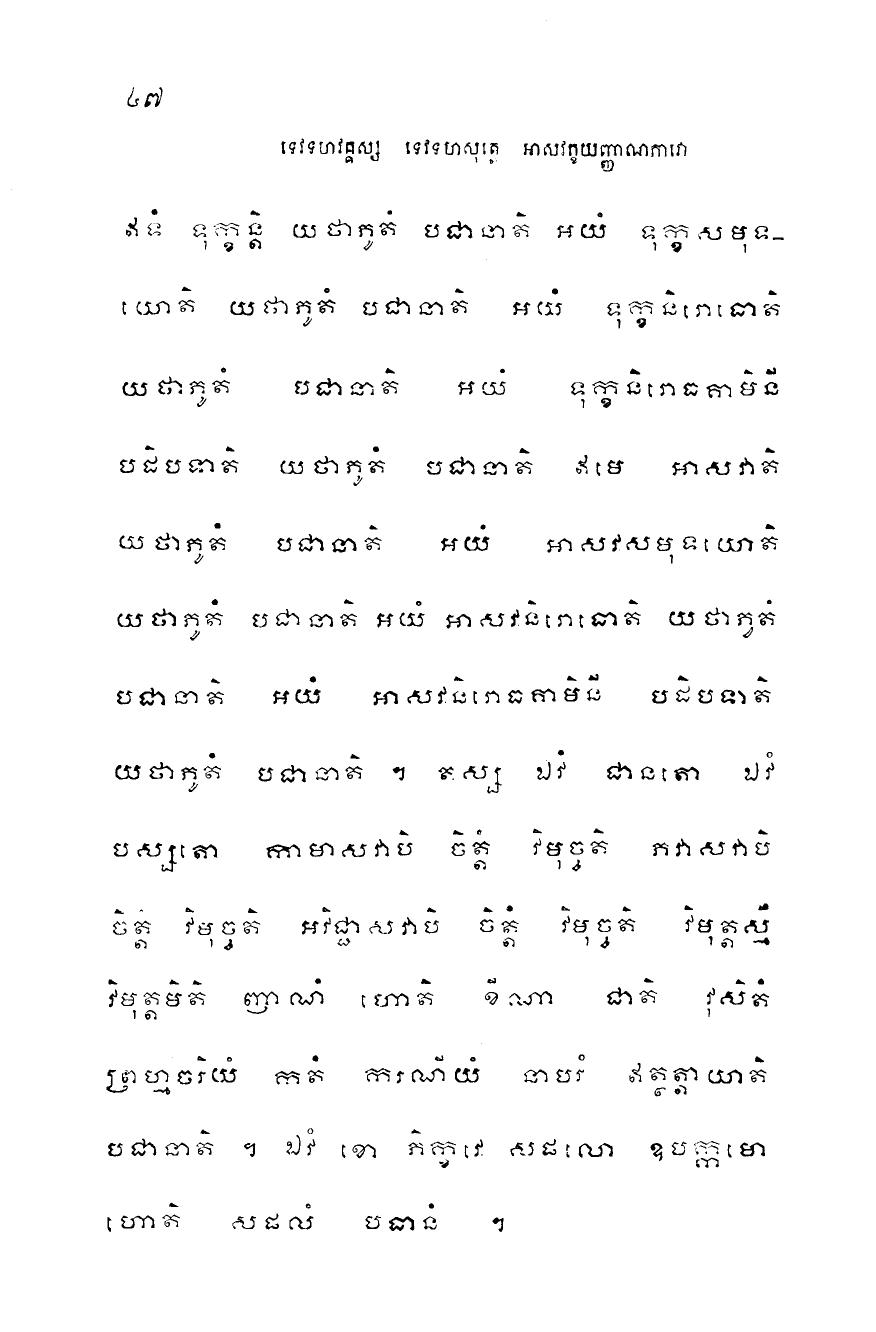 ៤៧
ទេវទហវគ្គស្ស ទេវទហសុត្តេ អាសវក្ខយញ្ញាណភាវោ
ឥទំ ទុក្ខន្តិ យថាភូតំ បជានាតិ អយំ ទុក្ខសមុទ-
យោតិ យថាភូតំ បជានាតិ អយំ ទុក្ខនិរោធោតិ
យថាភូតំ បជានាតិ អយំ ទុក្ខនិរោធគាមិនី
បដិបទាតិ យថាភូតំ បជានាតិ ឥមេ អាសវាតិ
យថាភូតំ បជានាតិ អយំ អាសវសមុទយោតិ
យថាភូតំ បជានាតិ អយំ អាសវនិរោធោតិ យថាភូតំ
បជានាតិ អយំ អាសវនិរោធគាមិនី បដិបទាតិ
យថាភូតំ បជានាតិ ។ តស្ស ឯវំ ជានតោ ឯវំ
បស្សតោ កាមាសវាបិ ចិត្តំ វិមុច្ចតិ ភវាសវាបិ
ចិត្តំ វិមុច្ចតិ អវិជ្ជាសវាបិ ចិត្តំ វិមុច្ចតិ វិមុត្តស្មឹ
វិមុត្តមិតិ ញាណំ ហោតិ ខីណា ជាតិ វុសិតំ
ព្រហ្មចរិយំ កតំ ករណីយំ នាបរំ ឥត្ថត្តាយាតិ
បជានាតិ ។ ឯវំ ខោ ភិក្ខវេ សផលោ ឧបក្កមោ
ហោតិ សផលំ បធានំ ។